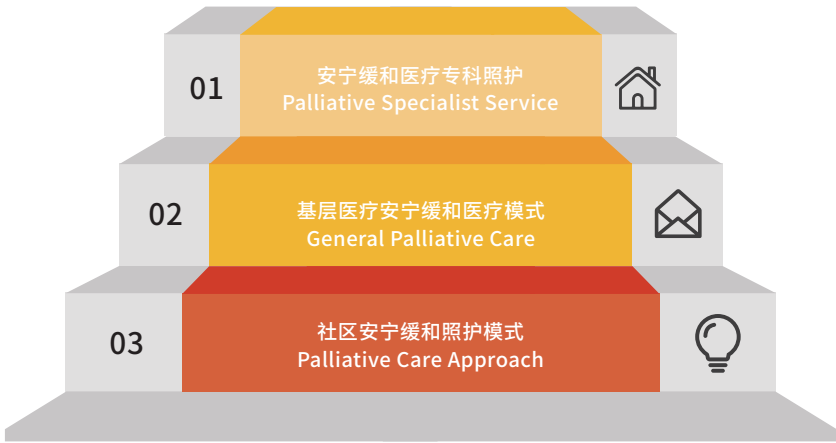 01
安宁缓和医疗专科照护
Palliative Specialist Service
02
基层医疗安宁缓和医疗模式
General Palliative Care
03
社区安宁缓和照护模式
Palliative Care Approach